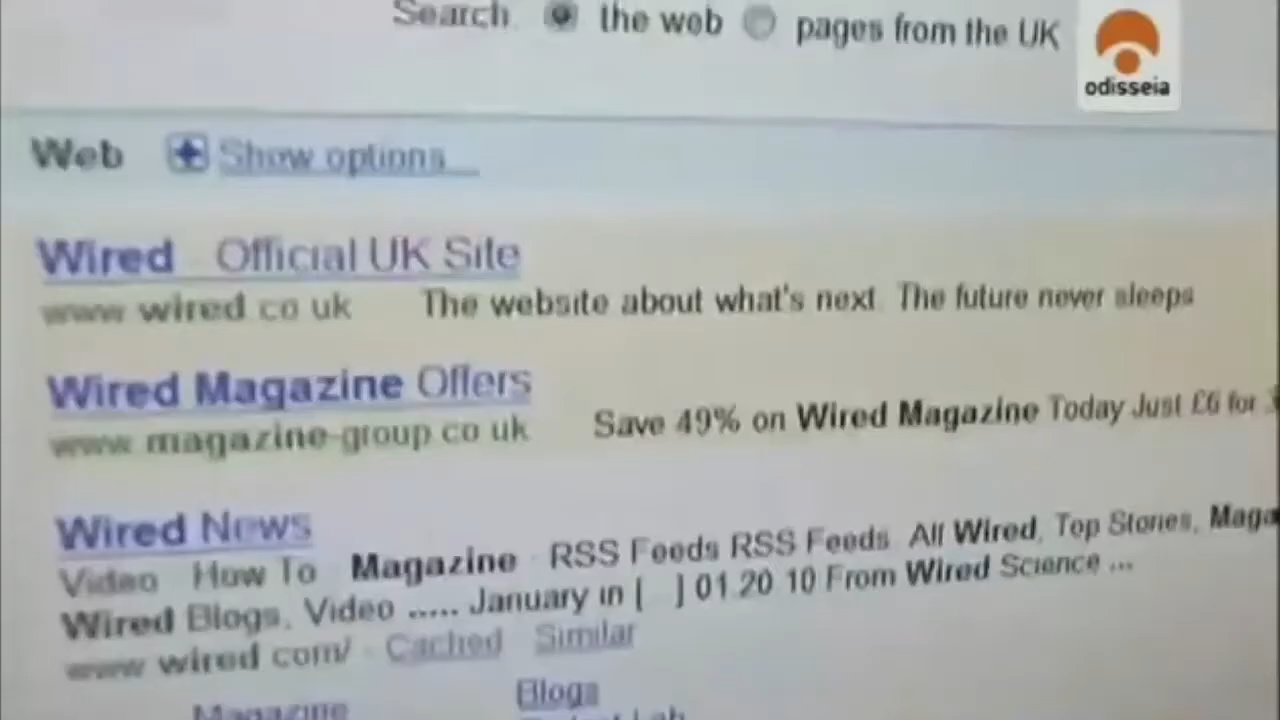 Search the web pages from the UK
odisseia
Web Show options...
Wired - Official UK Site
www.wired.co.uk The website about what's next. The future never sleeps
Wired Magazine Offers
www.magazine-group.co.uk Save 49% on Wired Magazine Today Just £6 for
Wired News
Video · How To · Magazine · RSS Feeds RSS Feeds. All Wired, Top Stories, Maga
Wired Blogs, Video ..... January in [ ] 01.20.10 From Wired Science ...
www.wired.com/ - Cached Similar
Magazine Blogs